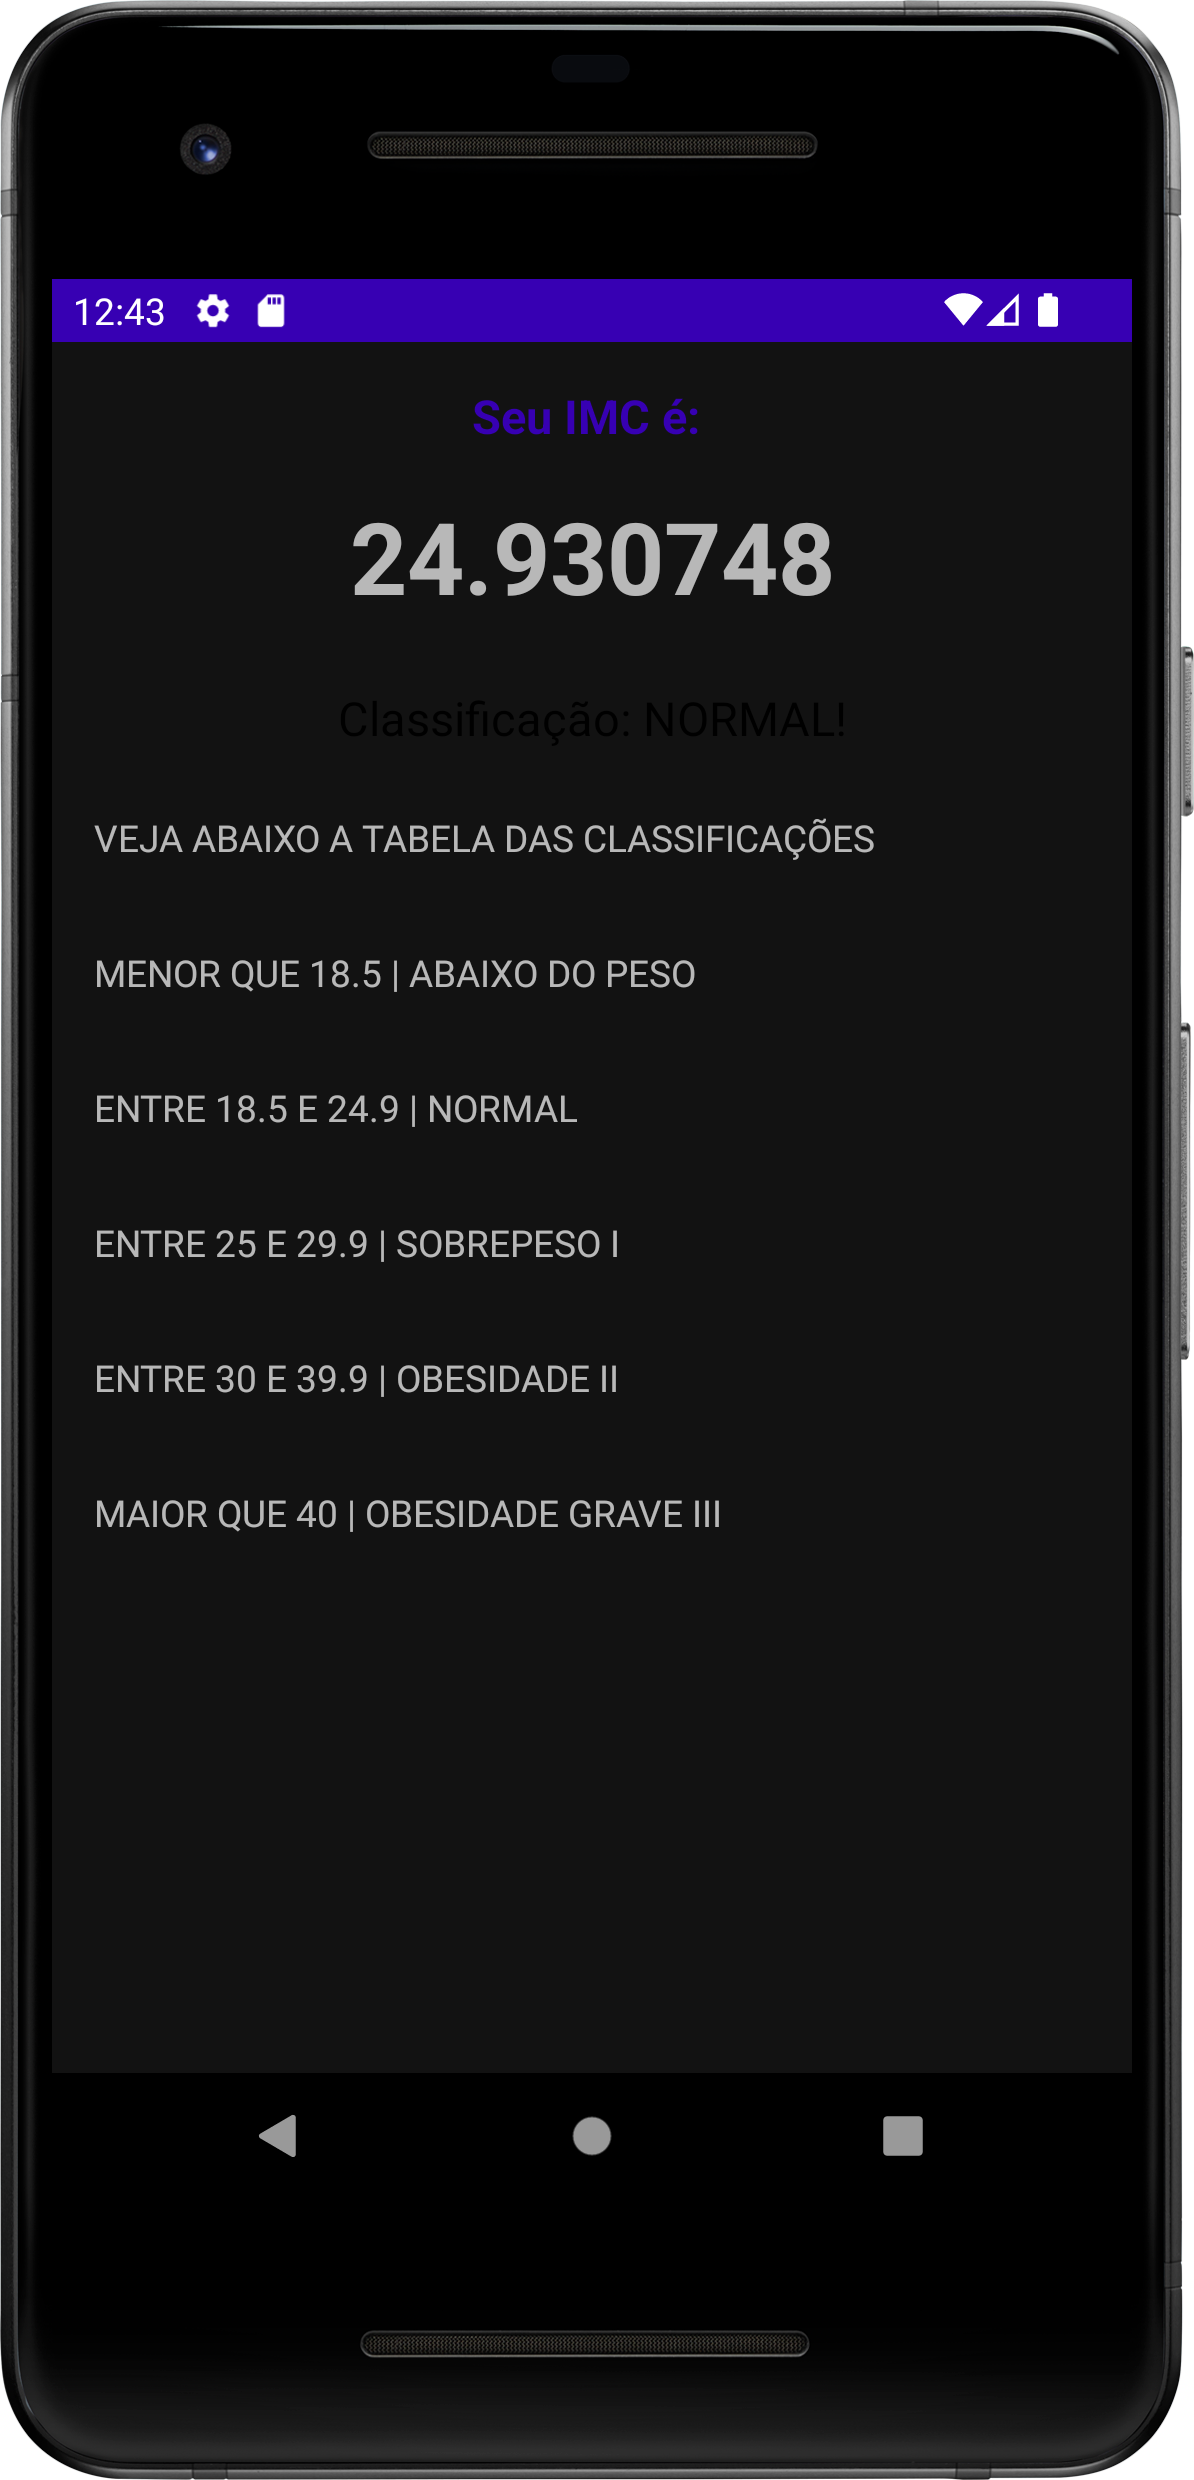 12:43
Seu IMC é:
24.930748
Classificação: NORMAL!
VEJA ABAIXO A TABELA DAS CLASSIFICAÇÕES
MENOR QUE 18.5 | ABAIXO DO PESO
ENTRE 18.5 E 24.9 | NORMAL
ENTRE 25 E 29.9 | SOBREPESO I
ENTRE 30 E 39.9 | OBESIDADE II
MAIOR QUE 40 | OBESIDADE GRAVE III